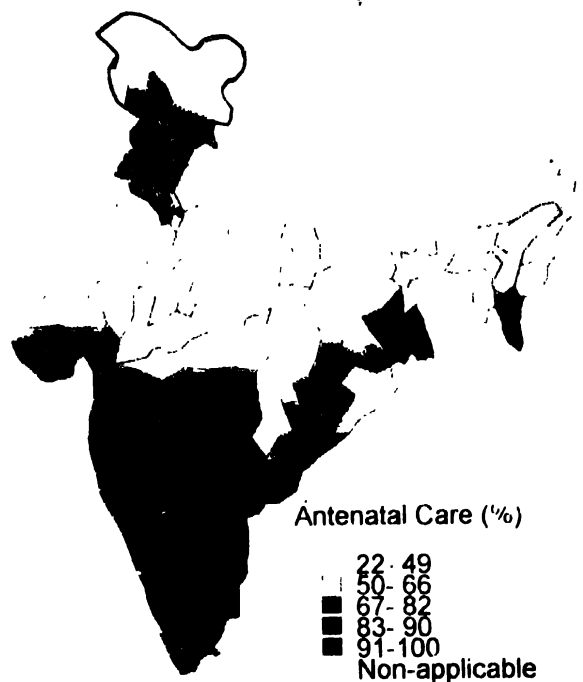 Antenatal Care (%)
22 - 49
50- 66
67- 82
83- 90
91-100
Non-applicable